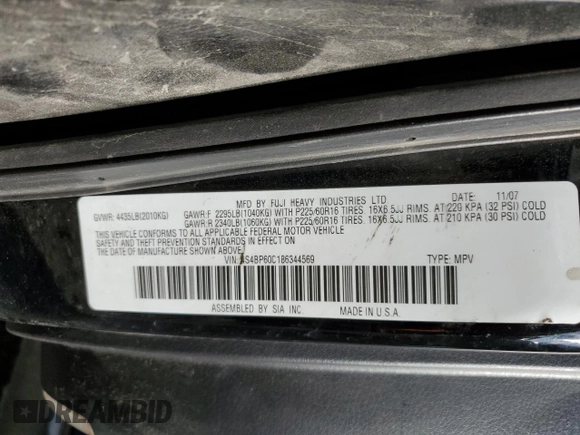 MFD BY FUJI HEAVY INDUSTRIES LTD. DATE: 11/07
GVWR: 4435LB(2010KG) GAWR:F 2295LB(1040KG) WITH P225/60R16 TIRES. 16X6.5JJ RIMS. AT 220 KPA (32 PSI) COLD
GAWR:R 2340LB(1060KG) WITH P225/60R16 TIRES. 16X6.5JJ RIMS. AT 210 KPA (30 PSI) COLD
THIS VEHICLE CONFORMS TO ALL APPLICABLE FEDERAL MOTOR VEHICLE
SAFETY AND THEFT PREVENTION STANDARDS IN EFFECT ON
THE DATE OF MANUFACTURE SHOWN ABOVE.
VIN: 4S4BP60C186344569 TYPE: MPV
ASSEMBLED BY SIA INC. MADE IN U.S.A.
DREAMBID